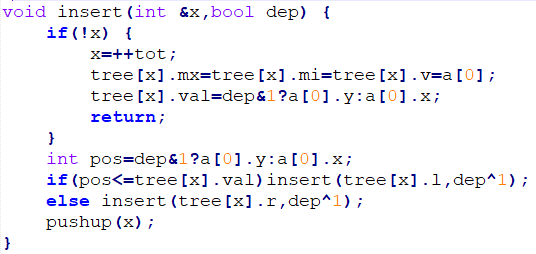 void insert(int &x,bool dep) {
    if(!x) {
        x=++tot;
        tree[x].mx=tree[x].mi=tree[x].v=a[0];
        tree[x].val=dep&1?a[0].y:a[0].x;
        return;
    }
    int pos=dep&1?a[0].y:a[0].x;
    if(pos<=tree[x].val)insert(tree[x].l,dep^1);
    else insert(tree[x].r,dep^1);
    pushup(x);
}